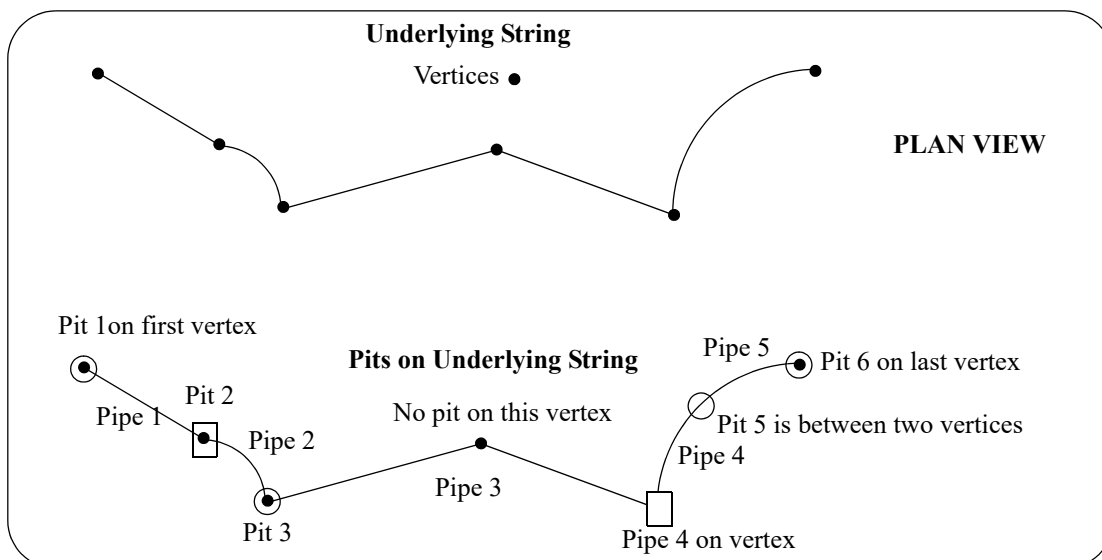 Underlying String
Vertices
PLAN VIEW
Pit 1on first vertex
Pits on Underlying String
Pipe 5
Pit 6 on last vertex
Pit 2
Pipe 1
No pit on this vertex
Pit 5 is between two vertices
Pipe 2
Pipe 4
Pipe 3
Pit 3
Pipe 4 on vertex